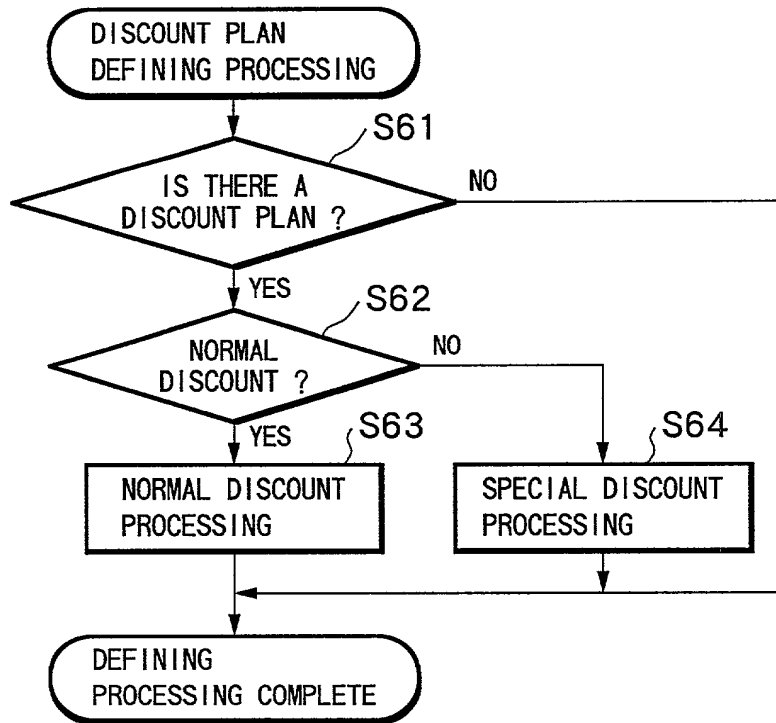 DISCOUNT PLAN
DEFINING PROCESSING
S61
IS THERE A
DISCOUNT PLAN ?
NO
YES
S62
NORMAL
DISCOUNT ?
NO
YES
S63
S64
NORMAL DISCOUNT
PROCESSING
SPECIAL DISCOUNT
PROCESSING
DEFINING
PROCESSING COMPLETE